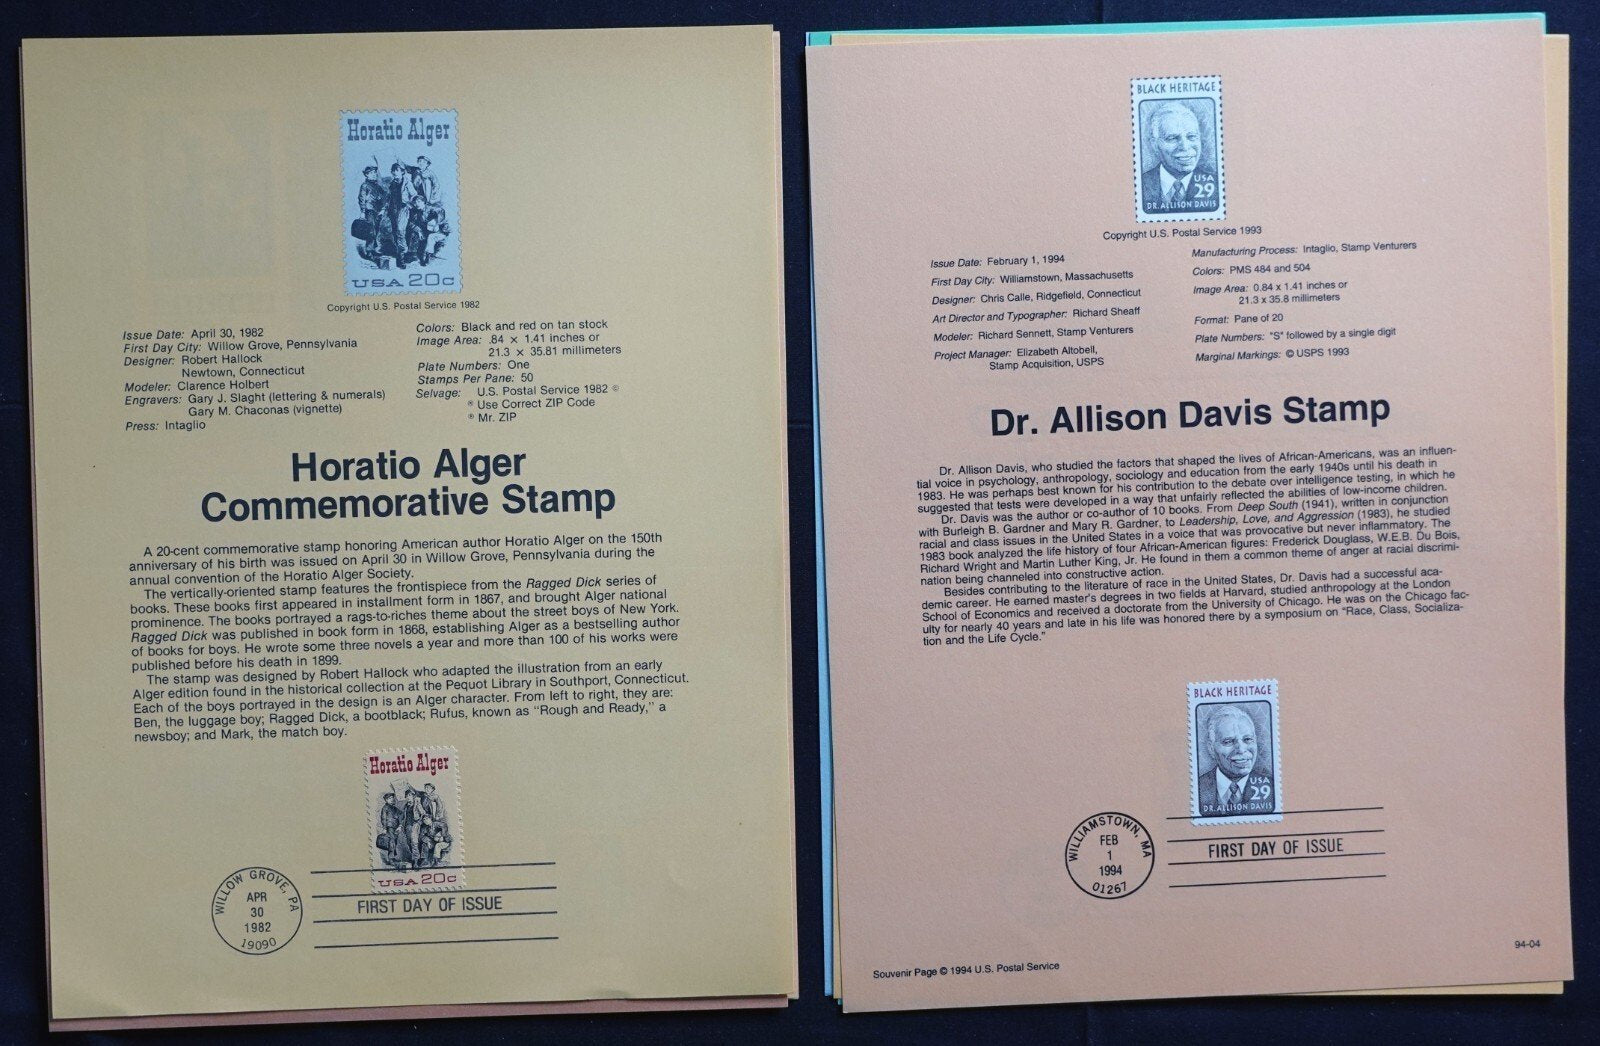 Horatio Alger
USA 20c
Copyright U.S. Postal Service 1982
Issue Date: April 30, 1982
First Day City: Willow Grove, Pennsylvania
Designer: Robert Hallock
Newtown, Connecticut
Modeler: Clarence Holbert
Engravers: Gary J. Slaght (lettering & numerals)
Gary M. Chaconas (vignette)
Press: Intaglio
Colors: Black and red on tan stock
Image Area: .84 × 1.41 inches or
21.3 × 35.81 millimeters
Plate Numbers: One
Stamps Per Pane: 50
Selvage: U.S. Postal Service 1982 ©
® Use Correct ZIP Code
® Mr. ZIP
Horatio Alger
Commemorative Stamp
A 20-cent commemorative stamp honoring American author Horatio Alger on the 150th
anniversary of his birth was issued on April 30 in Willow Grove, Pennsylvania during the
annual convention of the Horatio Alger Society.
The vertically-oriented stamp features the frontispiece from the Ragged Dick series of
books. These books first appeared in installment form in 1867, and brought Alger national
prominence. The books portrayed a rags-to-riches theme about the street boys of New York.
Ragged Dick was published in book form in 1868, establishing Alger as a bestselling author
of books for boys. He wrote some three novels a year and more than 100 of his works were
published before his death in 1899.
The stamp was designed by Robert Hallock who adapted the illustration from an early
Alger edition found in the historical collection at the Pequot Library in Southport, Connecticut.
Each of the boys portrayed in the design is an Alger character. From left to right, they are:
Ben, the luggage boy; Ragged Dick, a bootblack; Rufus, known as "Rough and Ready," a
newsboy; and Mark, the match boy.
Horatio Alger
USA 20c
WILLOW GROVE, PA
APR
30
1982
19090
FIRST DAY OF ISSUE
BLACK HERITAGE
USA
29
DR. ALLISON DAVIS
Copyright U.S. Postal Service 1993
Issue Date: February 1, 1994
First Day City: Williamstown, Massachusetts
Designer: Chris Calle, Ridgefield, Connecticut
Art Director and Typographer: Richard Sheaff
Modeler: Richard Sennett, Stamp Venturers
Project Manager: Elizabeth Altobell,
Stamp Acquisition, USPS
Manufacturing Process: Intaglio, Stamp Venturers
Colors: PMS 484 and 504
Image Area: 0.84 x 1.41 inches or
21.3 x 35.8 millimeters
Format: Pane of 20
Plate Numbers: "S" followed by a single digit
Marginal Markings: © USPS 1993
Dr. Allison Davis Stamp
Dr. Allison Davis, who studied the factors that shaped the lives of African-Americans, was an influen-
tial voice in psychology, anthropology, sociology and education from the early 1940s until his death in
1983. He was perhaps best known for his contribution to the debate over intelligence testing, in which he
suggested that tests were developed in a way that unfairly reflected the abilities of low-income children.
Dr. Davis was the author or co-author of 10 books. From Deep South (1941), written in conjunction
with Burleigh B. Gardner and Mary R. Gardner, to Leadership, Love, and Aggression (1983), he studied
racial and class issues in the United States in a voice that was provocative but never inflammatory. The
1983 book analyzed the life history of four African-American figures: Frederick Douglass, W.E.B. Du Bois,
Richard Wright and Martin Luther King, Jr. He found in them a common theme of anger at racial discrimi-
nation being channeled into constructive action.
Besides contributing to the literature of race in the United States, Dr. Davis had a successful aca-
demic career. He earned master's degrees in two fields at Harvard, studied anthropology at the London
School of Economics and received a doctorate from the University of Chicago. He was on the Chicago fac-
ulty for nearly 40 years and late in his life was honored there by a symposium on "Race, Class, Socializa-
tion and the Life Cycle."
BLACK HERITAGE
USA
29
DR. ALLISON DAVIS
WILLIAMSTOWN, MA
FEB
1
1994
01267
FIRST DAY OF ISSUE
94-04
Souvenir Page © 1994 U.S. Postal Service